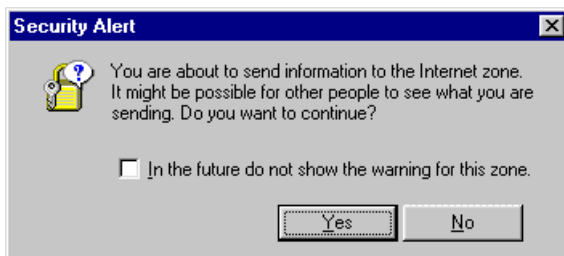 Security Alert
You are about to send information to the Internet zone.
It might be possible for other people to see what you are
sending. Do you want to continue?
In the future do not show the warning for this zone.
Yes No